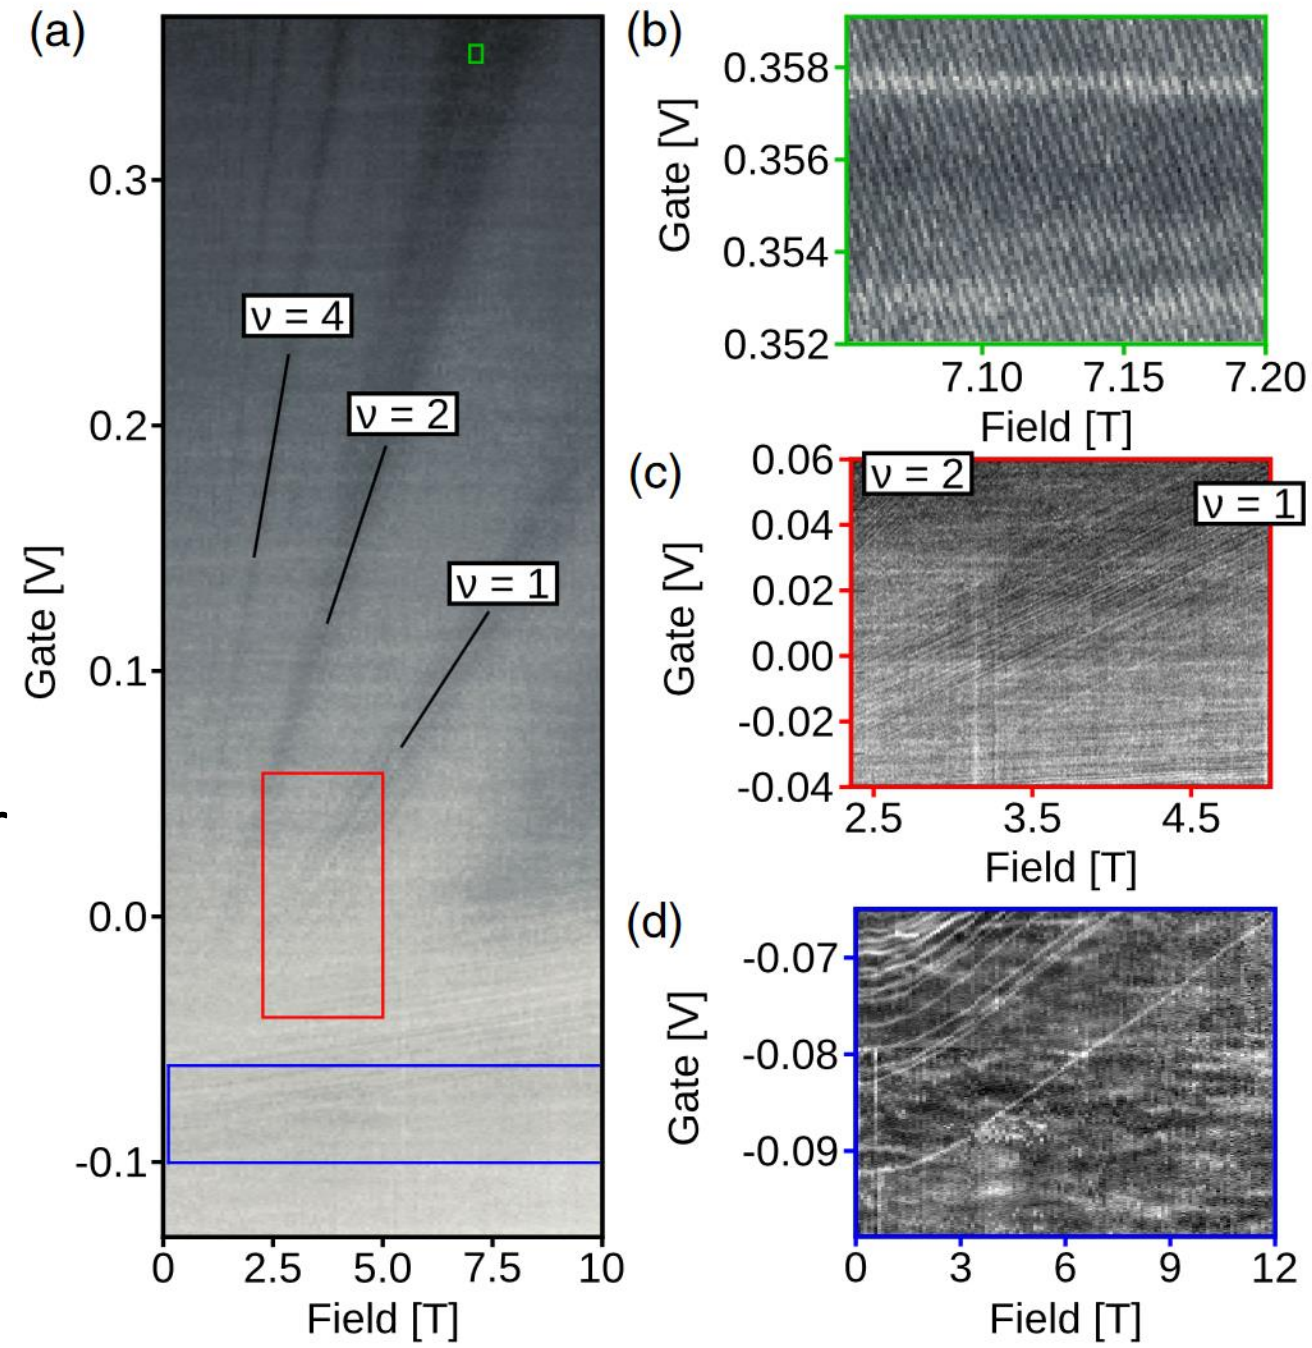 (a)
0.3
0.2
0.1
0.0
-0.1
Gate [V]
ν = 4
ν = 2
ν = 1
0
2.5
5.0
7.5
10
Field [T]
(b)
0.358
0.356
0.354
0.352
Gate [V]
7.10
7.15
7.20
Field [T]
(c)
0.06
0.04
0.02
0.00
-0.02
-0.04
Gate [V]
ν = 2
ν = 1
2.5
3.5
4.5
Field [T]
(d)
-0.07
-0.08
-0.09
Gate [V]
0
3
6
9
12
Field [T]